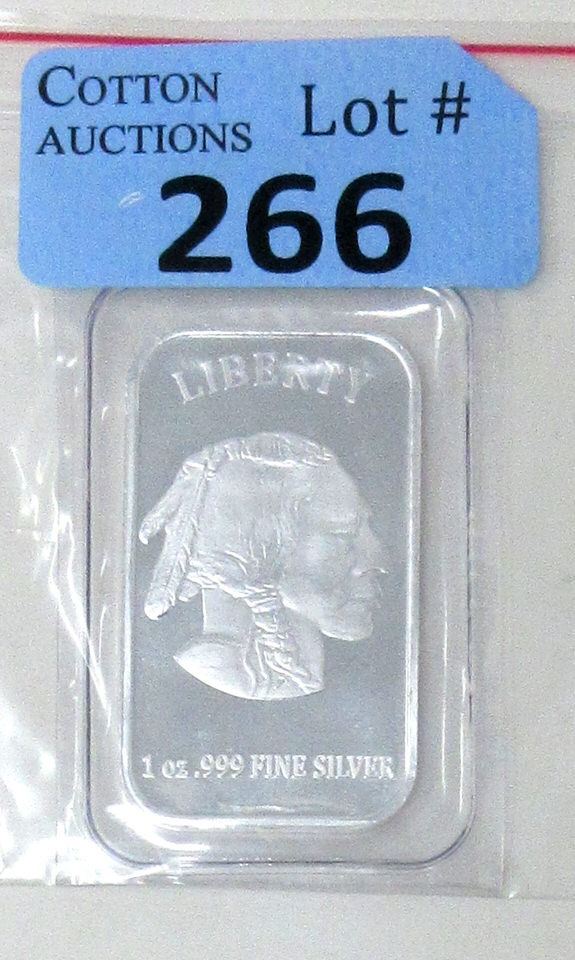 COTTON
AUCTIONS
Lot #
266
LIBERTY
1 oz .999 FINE SILVER